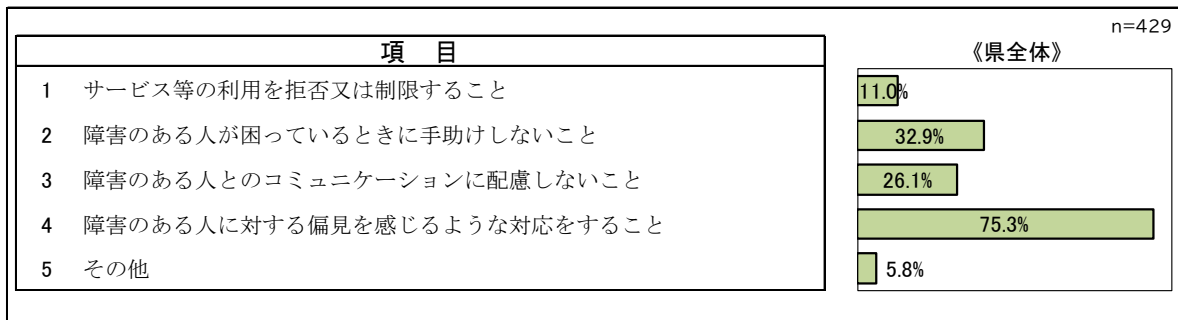 n=429
項　目
《県全体》
1 サービス等の利用を拒否又は制限すること 11.0%
2 障害のある人が困っているときに手助けしないこと 32.9%
3 障害のある人とのコミュニケーションに配慮しないこと 26.1%
4 障害のある人に対する偏見を感じるような対応をすること 75.3%
5 その他 5.8%